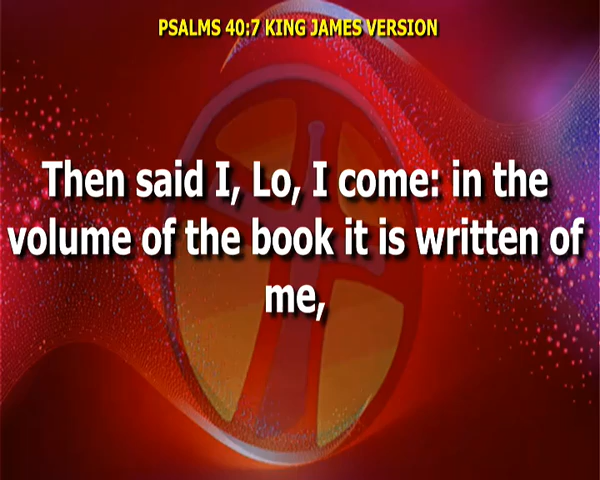 PSALMS 40:7 KING JAMES VERSION
Then said I, Lo, I come: in the
volume of the book it is written of
me,